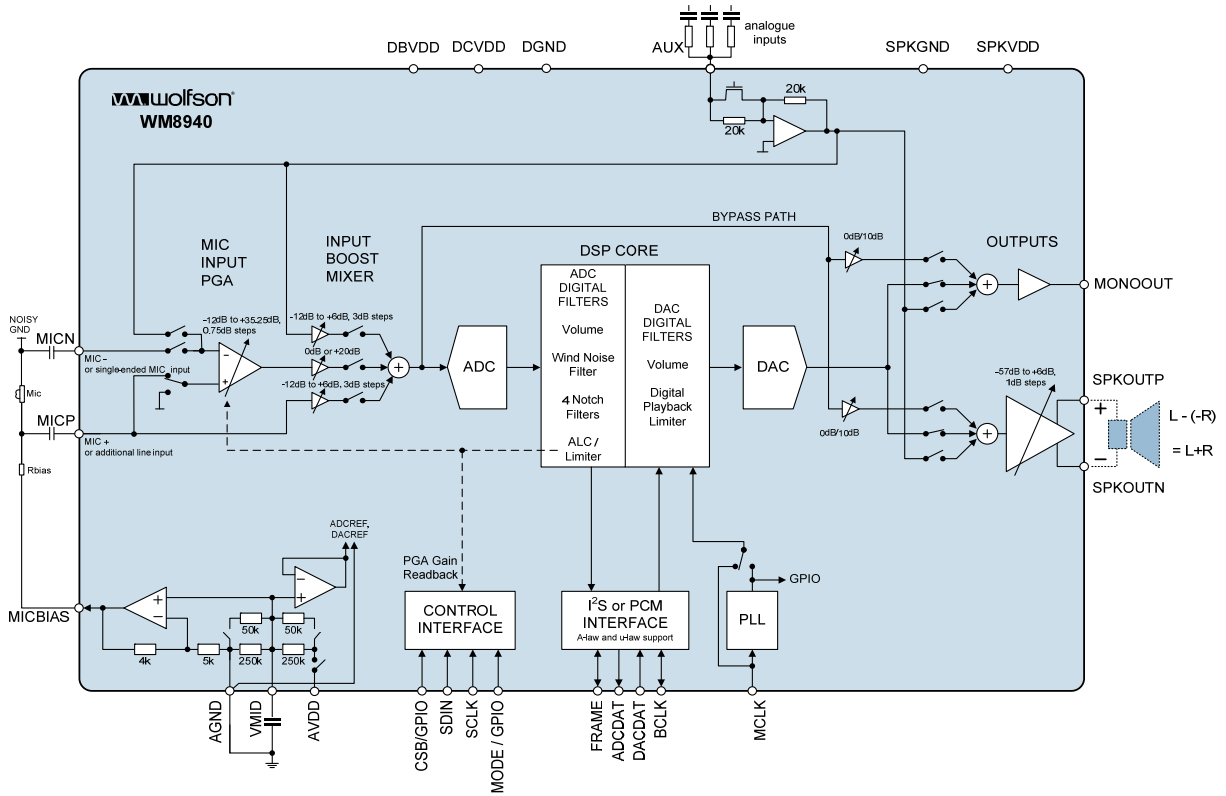 analogue
inputs
DBVDD
DCVDD
DGND
AUX
SPKGND
SPKVDD
wolfson®
WM8940
20k
20k
BYPASS PATH
0dB/10dB
MIC
INPUT
PGA
INPUT
BOOST
MIXER
DSP CORE
OUTPUTS
ADC
DIGITAL
FILTERS
Volume
Wind Noise
Filter
4 Notch
Filters
ALC /
Limiter
DAC
DIGITAL
FILTERS
Volume
Digital
Playback
Limiter
MONOOUT
NOISY
GND
MICN
-12dB to +35.25dB,
0.75dB steps
-12dB to +6dB, 3dB steps
MIC -
or single-ended MIC input
-
+
0dB or +20dB
-12dB to +6dB, 3dB steps
+
ADC
DAC
+
Mic
MICP
MIC +
or additional line input
Rbias
-57dB to +6dB,
1dB steps
0dB/10dB
+
SPKOUTP
+
-
L - (-R)
= L+R
SPKOUTN
ADCREF,
DACREF
PGA Gain
Readback
-
+
MICBIAS
+
-
50k
50k
4k
5k
250k
250k
CONTROL
INTERFACE
I²S or PCM
INTERFACE
A-law and u-law support
PLL
GPIO
AGND
VMID
AVDD
CSB/GPIO
SDIN
SCLK
MODE / GPIO
FRAME
ADCDAT
DACDAT
BCLK
MCLK